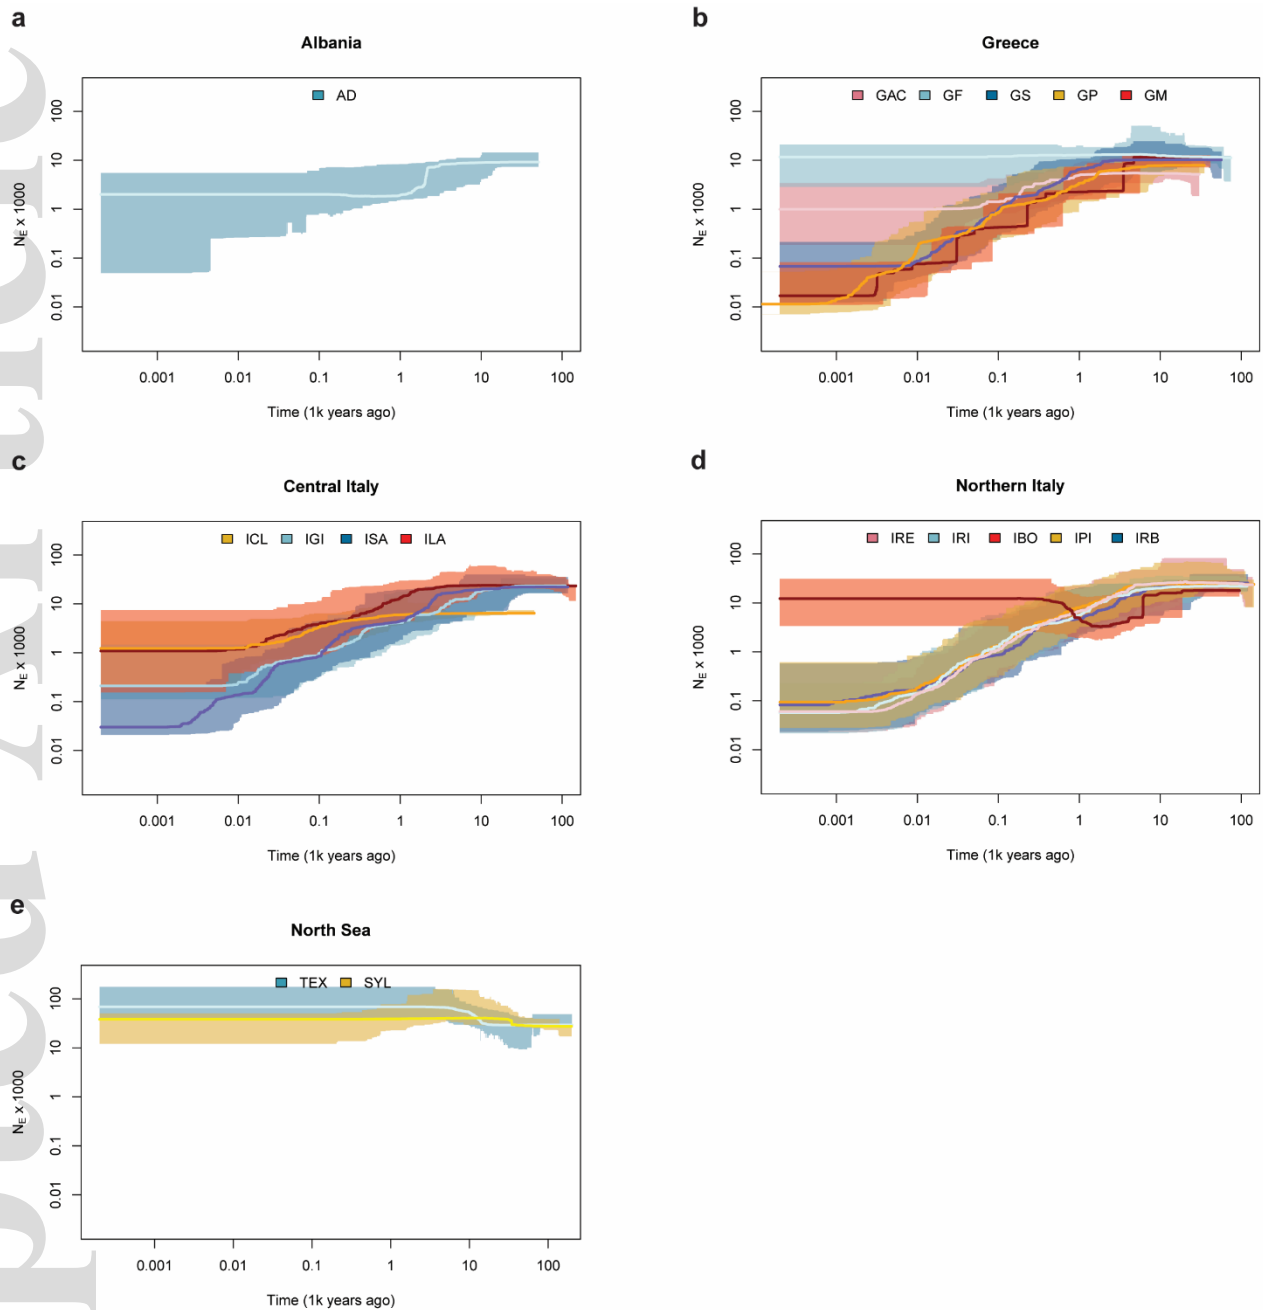 a
Albania
AD
100
10
1
0.1
0.01
N_E x 1000
0.001 0.01 0.1 1 10 100
Time (1k years ago)
b
Greece
GAC GF GS GP GM
100
10
1
0.1
0.01
N_E x 1000
0.001 0.01 0.1 1 10 100
Time (1k years ago)
c
Central Italy
ICL IGI ISA ILA
100
10
1
0.1
0.01
N_E x 1000
0.001 0.01 0.1 1 10 100
Time (1k years ago)
d
Northern Italy
IRE IRI IBO IPI IRB
100
10
1
0.1
0.01
N_E x 1000
0.001 0.01 0.1 1 10 100
Time (1k years ago)
e
North Sea
TEX SYL
100
10
1
0.1
0.01
N_E x 1000
0.001 0.01 0.1 1 10 100
Time (1k years ago)